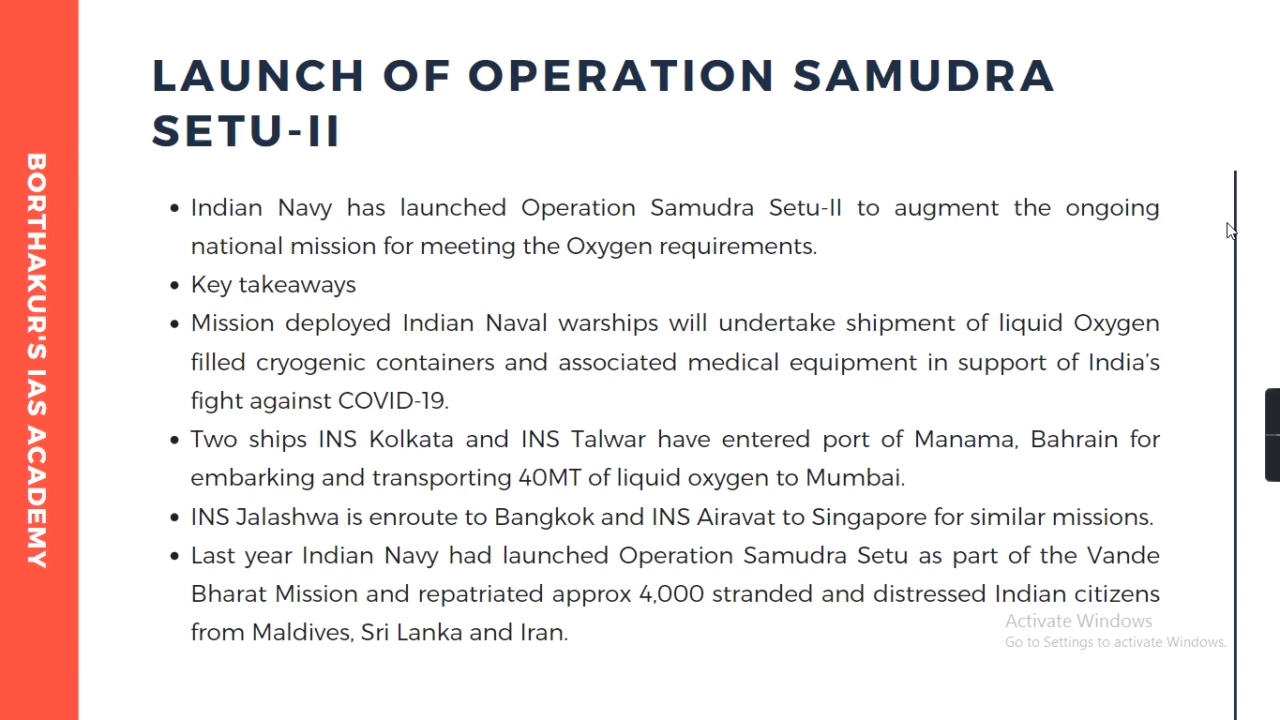 LAUNCH OF OPERATION SAMUDRA
SETU-II
BORTHAKUR'S IAS ACADEMY
• Indian Navy has launched Operation Samudra Setu-II to augment the ongoing
national mission for meeting the Oxygen requirements.
• Key takeaways
• Mission deployed Indian Naval warships will undertake shipment of liquid Oxygen
filled cryogenic containers and associated medical equipment in support of India's
fight against COVID-19.
• Two ships INS Kolkata and INS Talwar have entered port of Manama, Bahrain for
embarking and transporting 40MT of liquid oxygen to Mumbai.
• INS Jalashwa is enroute to Bangkok and INS Airavat to Singapore for similar missions.
• Last year Indian Navy had launched Operation Samudra Setu as part of the Vande
Bharat Mission and repatriated approx 4,000 stranded and distressed Indian citizens
from Maldives, Sri Lanka and Iran.
Activate Windows
Go to Settings to activate Windows.